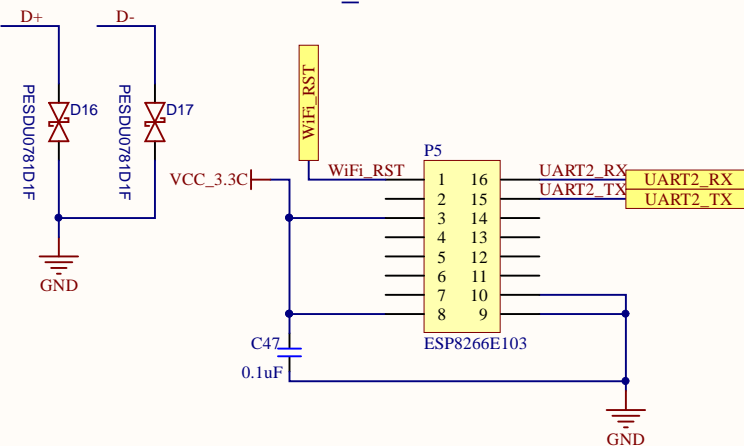 D+
D-
PESDU0781D1F
D16
PESDU0781D1F
D17
GND
WiFi_RST
WiFi_RST
VCC_3.3C
P5
1 16
2 15
3 14
4 13
5 12
6 11
7 10
8 9
ESP8266E103
UART2_RX
UART2_RX
UART2_TX
UART2_TX
C47
0.1uF
GND